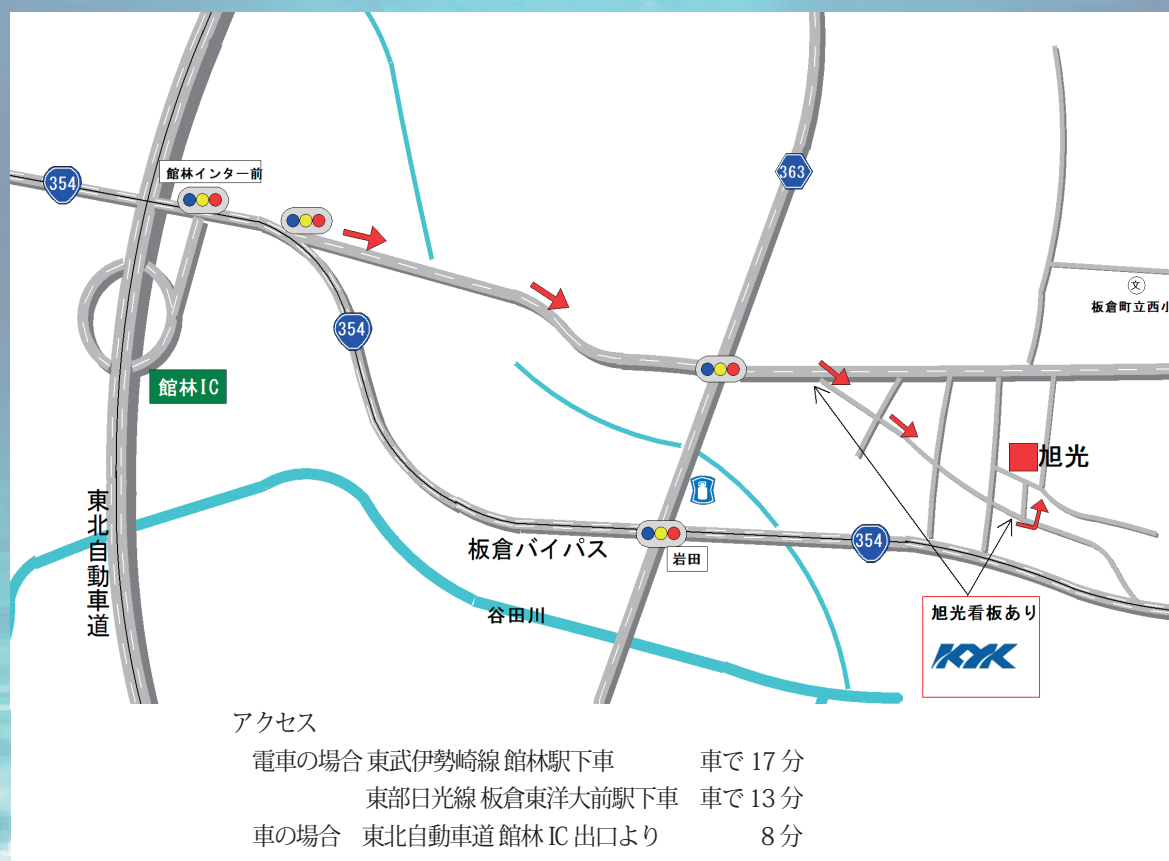 354
館林インター前
363
文
板倉町立西小
354
館林IC
旭光
東北自動車道
板倉バイパス
岩田
354
谷田川
旭光看板あり
KYK
アクセス
電車の場合 東武伊勢崎線 館林駅下車 車で 17 分
東部日光線 板倉東洋大前駅下車 車で 13 分
車の場合 東北自動車道 館林 IC 出口より 8 分